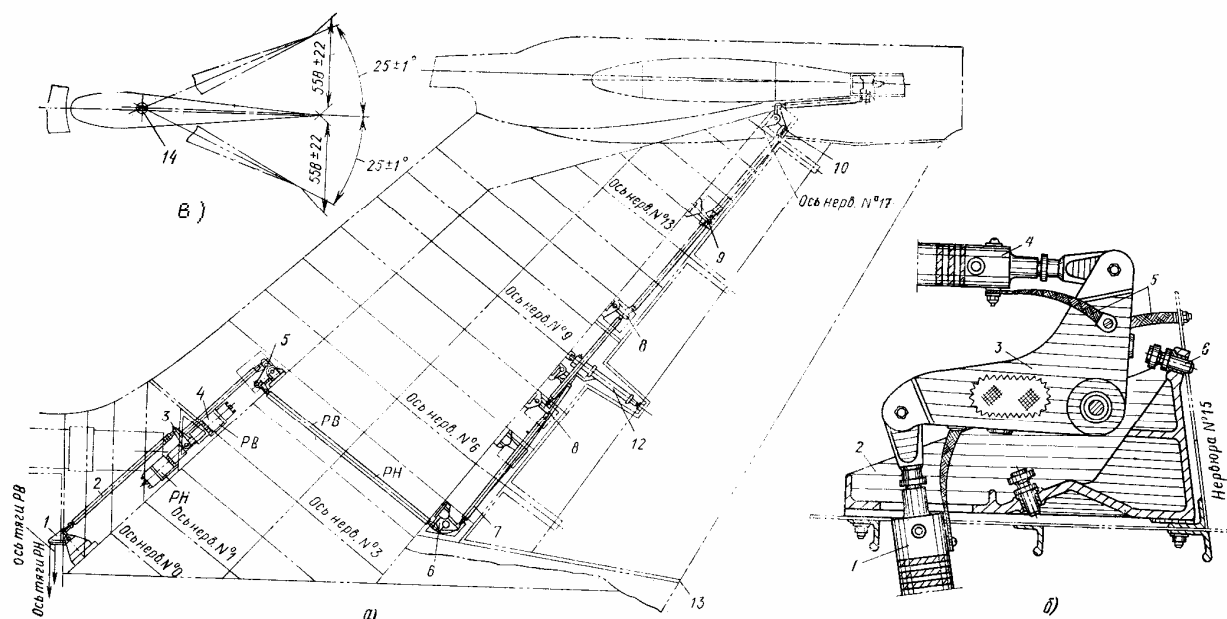 558 ±22
25±1°
558 ±22
25±1°
14
в)
10
Ось нерв. №17
Ось нерв. №13
9
Ось нерв. №9
8
5
4
3
РВ
РН
2
1
Ось тяги РВ
Ось тяги РН
Ось нерв. №0
Ось нерв. №1
Ось нерв. №3
РВ
РН
Ось нерв. №6
8
12
7
6
13
а)
4
5
3
6
2
1
Нервюра №15
б)